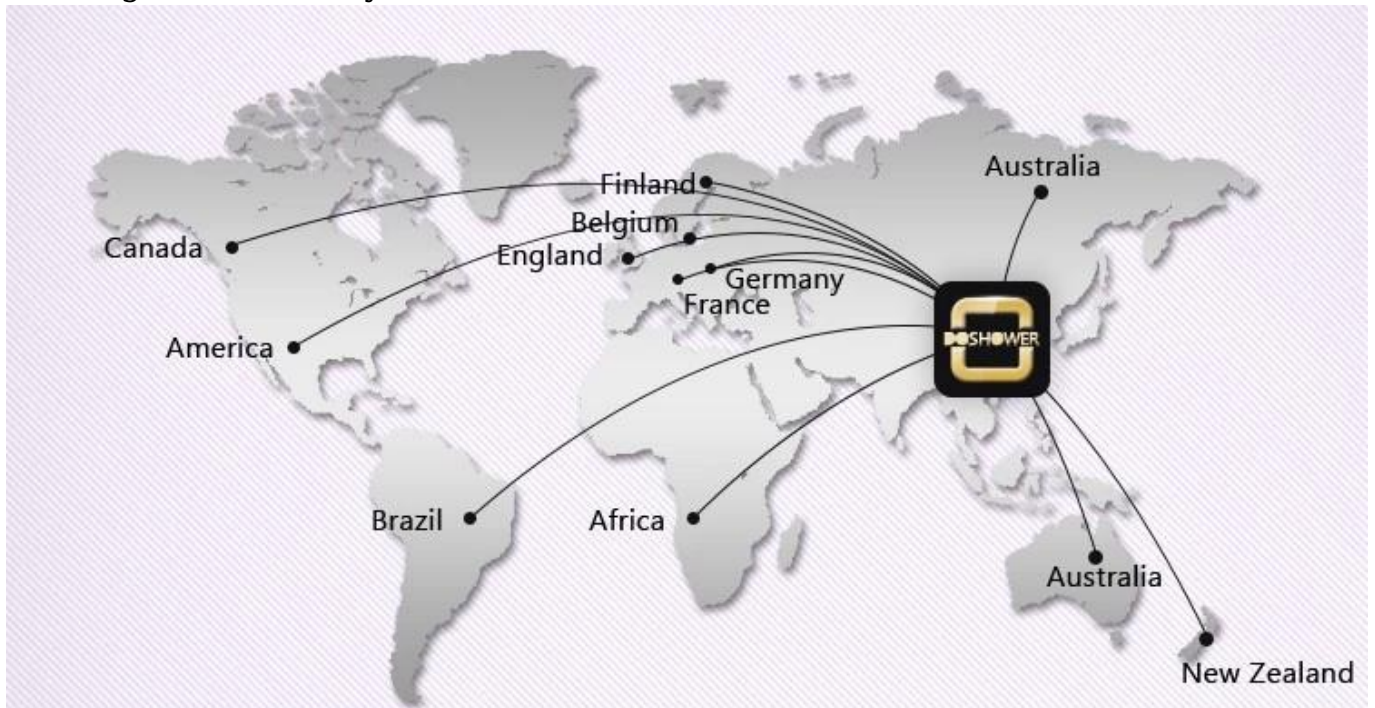 Finland
Australia
Belgium
Canada
England
Germany
France
DOSHOWER
America
Brazil
Africa
Australia
New Zealand